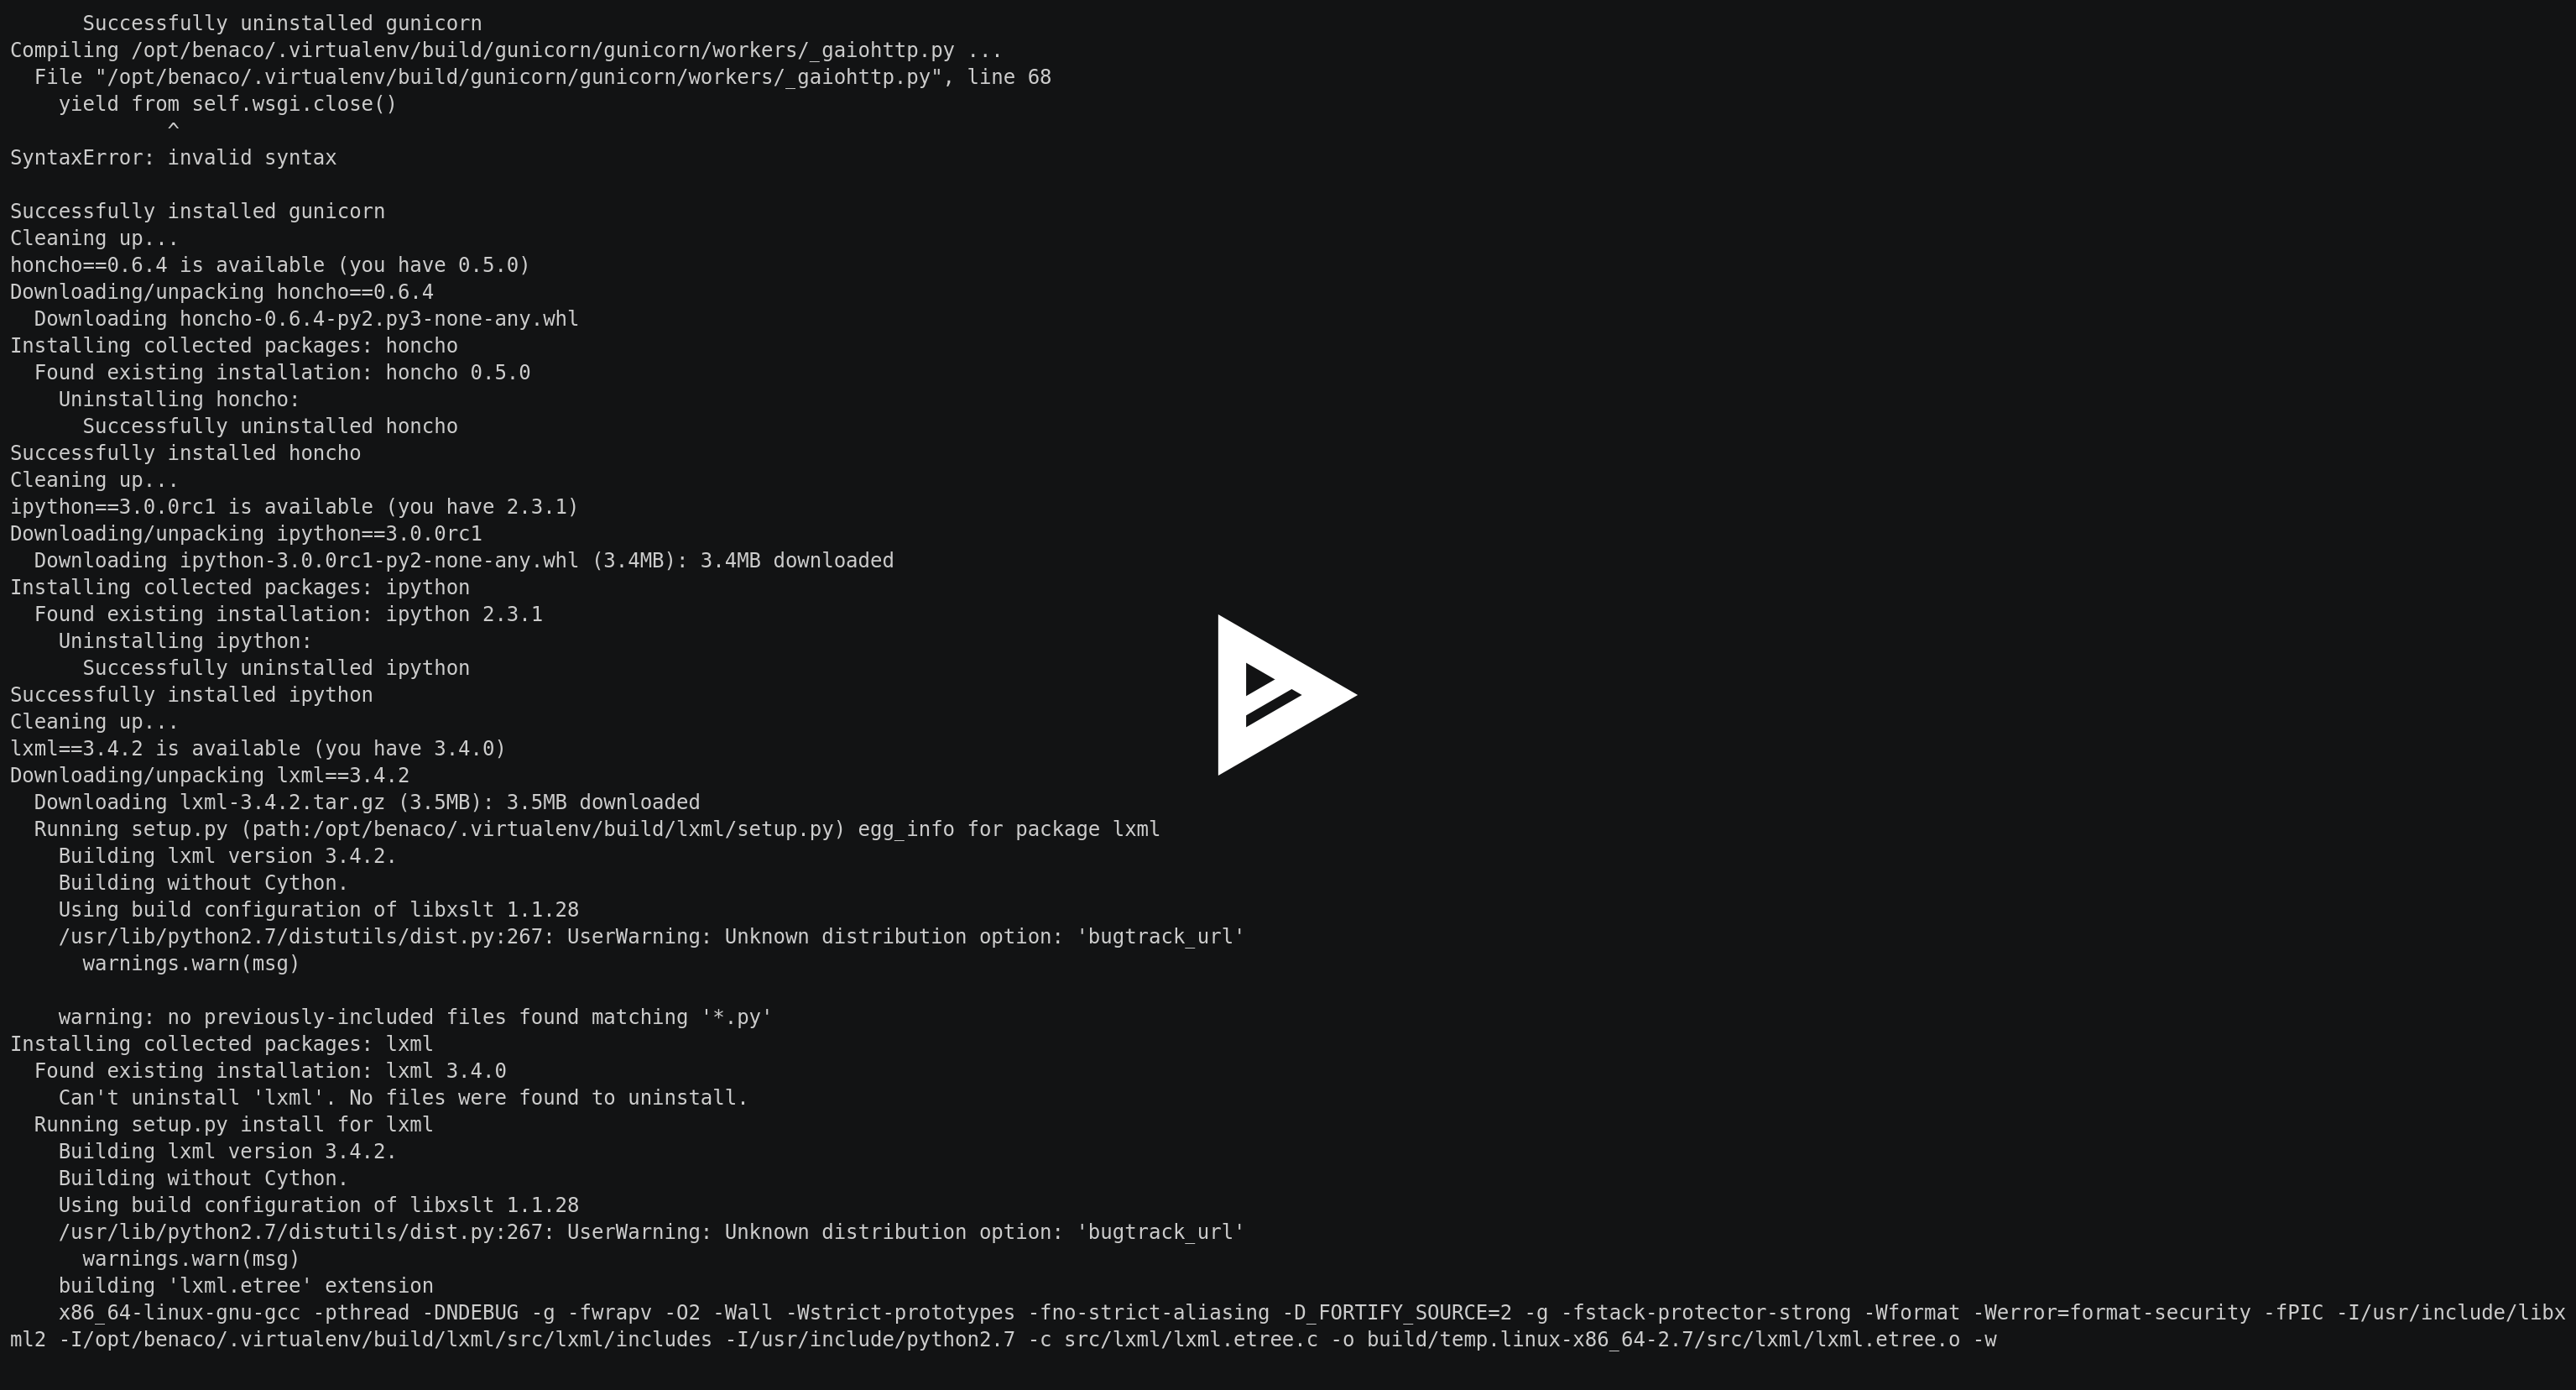 Successfully uninstalled gunicorn
Compiling /opt/benaco/.virtualenv/build/gunicorn/gunicorn/workers/_gaiohttp.py ...
File "/opt/benaco/.virtualenv/build/gunicorn/gunicorn/workers/_gaiohttp.py", line 68
yield from self.wsgi.close()
^
SyntaxError: invalid syntax
Successfully installed gunicorn
Cleaning up...
honcho==0.6.4 is available (you have 0.5.0)
Downloading/unpacking honcho==0.6.4
Downloading honcho-0.6.4-py2.py3-none-any.whl
Installing collected packages: honcho
Found existing installation: honcho 0.5.0
Uninstalling honcho:
Successfully uninstalled honcho
Successfully installed honcho
Cleaning up...
ipython==3.0.0rc1 is available (you have 2.3.1)
Downloading/unpacking ipython==3.0.0rc1
Downloading ipython-3.0.0rc1-py2-none-any.whl (3.4MB): 3.4MB downloaded
Installing collected packages: ipython
Found existing installation: ipython 2.3.1
Uninstalling ipython:
Successfully uninstalled ipython
Successfully installed ipython
Cleaning up...
lxml==3.4.2 is available (you have 3.4.0)
Downloading/unpacking lxml==3.4.2
Downloading lxml-3.4.2.tar.gz (3.5MB): 3.5MB downloaded
Running setup.py (path:/opt/benaco/.virtualenv/build/lxml/setup.py) egg_info for package lxml
Building lxml version 3.4.2.
Building without Cython.
Using build configuration of libxslt 1.1.28
/usr/lib/python2.7/distutils/dist.py:267: UserWarning: Unknown distribution option: 'bugtrack_url'
warnings.warn(msg)
warning: no previously-included files found matching '*.py'
Installing collected packages: lxml
Found existing installation: lxml 3.4.0
Can't uninstall 'lxml'. No files were found to uninstall.
Running setup.py install for lxml
Building lxml version 3.4.2.
Building without Cython.
Using build configuration of libxslt 1.1.28
/usr/lib/python2.7/distutils/dist.py:267: UserWarning: Unknown distribution option: 'bugtrack_url'
warnings.warn(msg)
building 'lxml.etree' extension
x86_64-linux-gnu-gcc -pthread -DNDEBUG -g -fwrapv -O2 -Wall -Wstrict-prototypes -fno-strict-aliasing -D_FORTIFY_SOURCE=2 -g -fstack-protector-strong -Wformat -Werror=format-security -fPIC -I/usr/include/libx
ml2 -I/opt/benaco/.virtualenv/build/lxml/src/lxml/includes -I/usr/include/python2.7 -c src/lxml/lxml.etree.c -o build/temp.linux-x86_64-2.7/src/lxml/lxml.etree.o -w